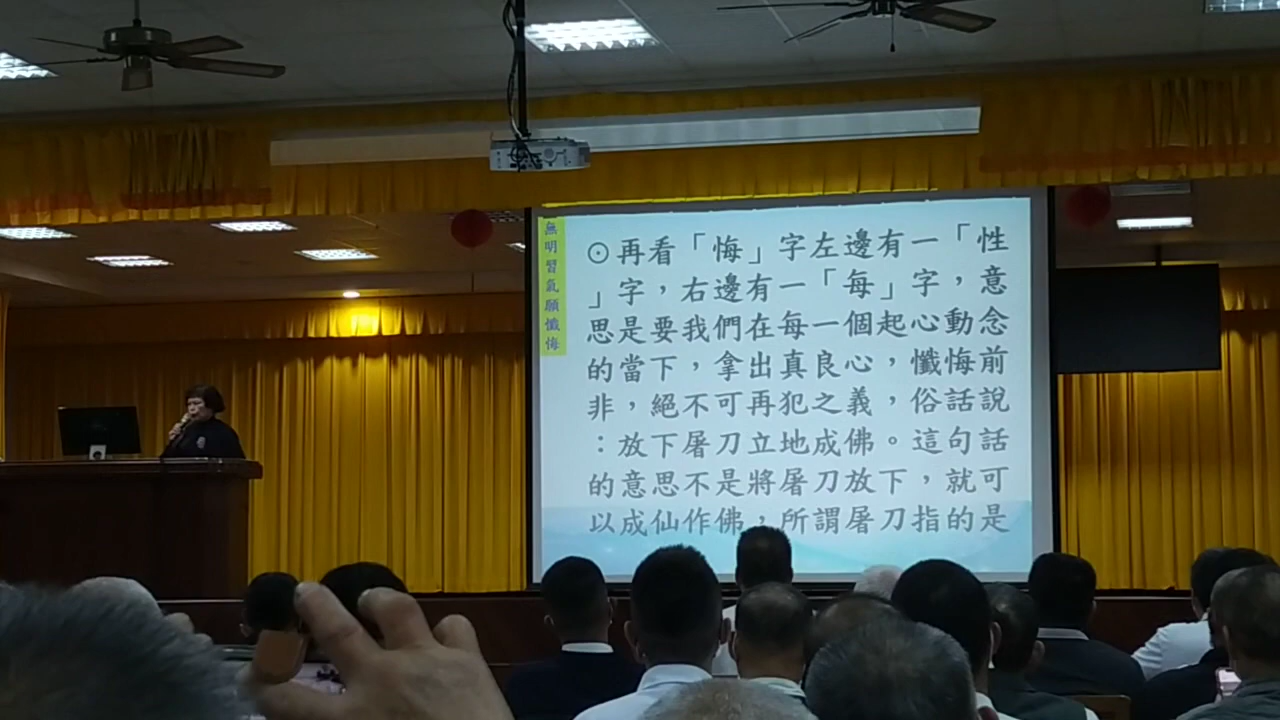 無明習氣願懺悔
⊙再看「悔」字左邊有一「性
」字，右邊有一「每」字，意
思是要我們在每一個起心動念
的當下，拿出真良心，懺悔前
非，絕不可再犯之義，俗話說
：放下屠刀立地成佛。這句話
的意思不是將屠刀放下，就可
以成仙作佛，所謂屠刀指的是